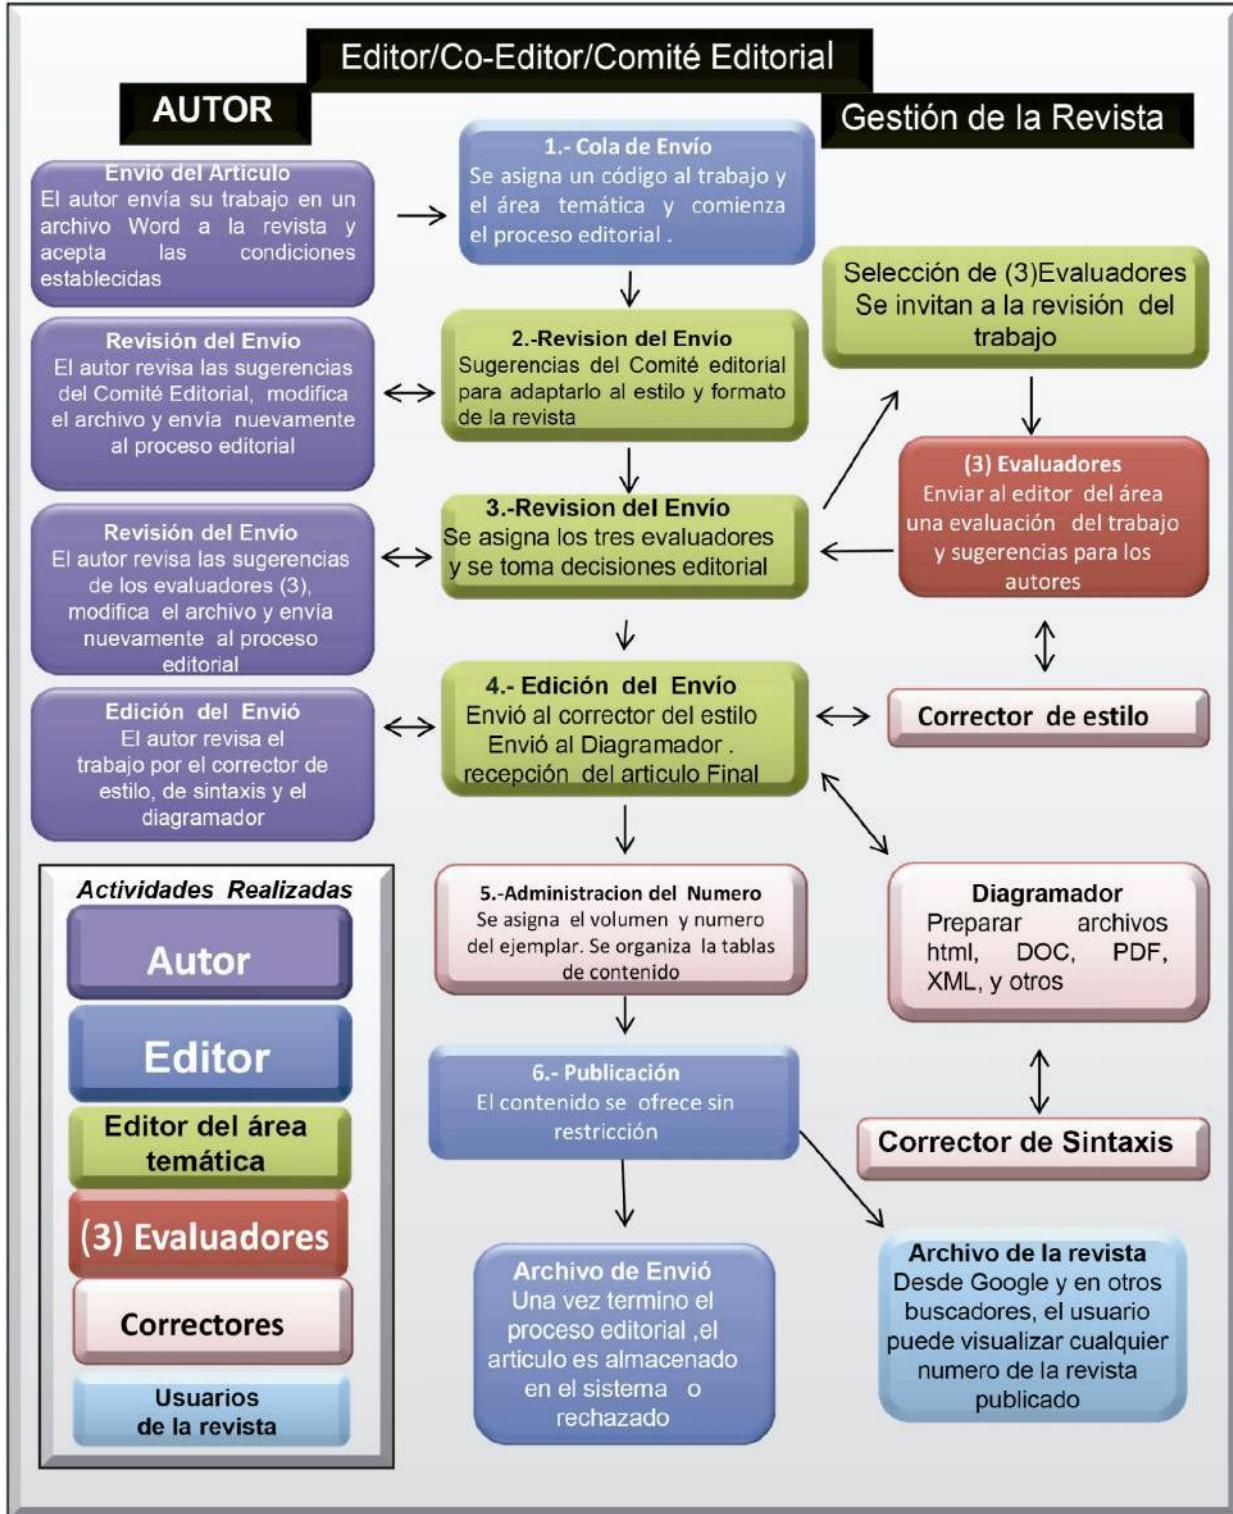 Editor/Co-Editor/Comité Editorial
AUTOR
Gestión de la Revista
Envió del Artículo
El autor envía su trabajo en un
archivo Word a la revista y
acepta las condiciones
establecidas
1.- Cola de Envío
Se asigna un código al trabajo y
el área temática y comienza
el proceso editorial .
Selección de (3)Evaluadores
Se invitan a la revisión del
trabajo
Revisión del Envío
El autor revisa las sugerencias
del Comité Editorial, modifica
el archivo y envía nuevamente
al proceso editorial
2.-Revision del Envío
Sugerencias del Comité editorial
para adaptarlo al estilo y formato
de la revista
(3) Evaluadores
Enviar al editor del área
una evaluación del trabajo
y sugerencias para los
autores
Revisión del Envío
El autor revisa las sugerencias
de los evaluadores (3),
modifica el archivo y envía
nuevamente al proceso
editorial
3.-Revision del Envío
Se asigna los tres evaluadores
y se toma decisiones editorial
Edición del Envió
El autor revisa el
trabajo por el corrector de
estilo, de sintaxis y el
diagramador
4.- Edición del Envío
Envió al corrector del estilo
Envió al Diagramador .
recepción del articulo Final
Corrector de estilo
5.-Administracion del Numero
Se asigna el volumen y numero
del ejemplar. Se organiza la tablas
de contenido
Diagramador
Preparar archivos
html, DOC, PDF,
XML, y otros
6.- Publicación
El contenido se ofrece sin
restricción
Corrector de Sintaxis
Archivo de Envió
Una vez termino el
proceso editorial ,el
articulo es almacenado
en el sistema o
rechazado
Archivo de la revista
Desde Google y en otros
buscadores, el usuario
puede visualizar cualquier
numero de la revista
publicado
Actividades Realizadas
Autor
Editor
Editor del área
temática
(3) Evaluadores
Correctores
Usuarios
de la revista